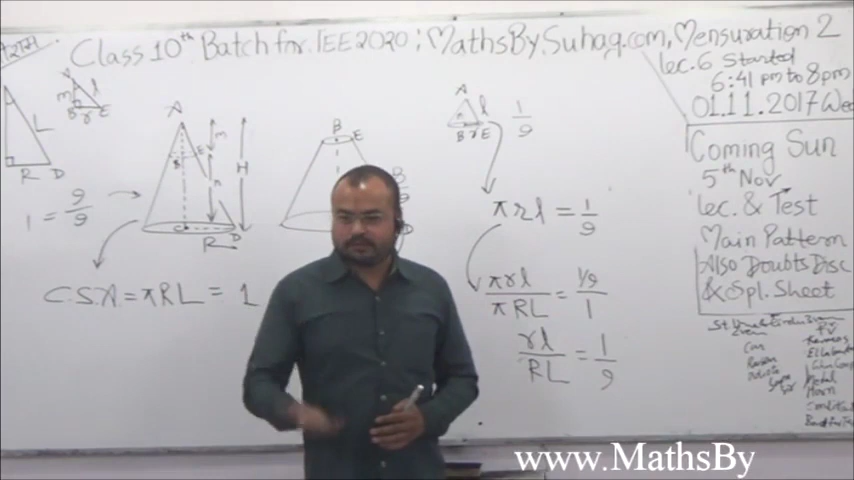 Class 10th Batch for IEE2020; MathsBySuhag.com, Mensuration 2
Lec. 6 Started
6:41 pm to 8pm
01.11.2017 Wed
Coming Sun
5th Nov
Lec. & Test
Main Pattern
Also Doubts Disc
& Spl. Sheet
m l
B r E
L
R D
1 = 9/9
A
B E
C D
R
m
n
H
C.S.A = πRL = 1
B E
8/9
D
A
l
B r E
1/9
πrl = 1/9
πrl/πRL = 1/9/1
rl/RL = 1/9
www.MathsBy